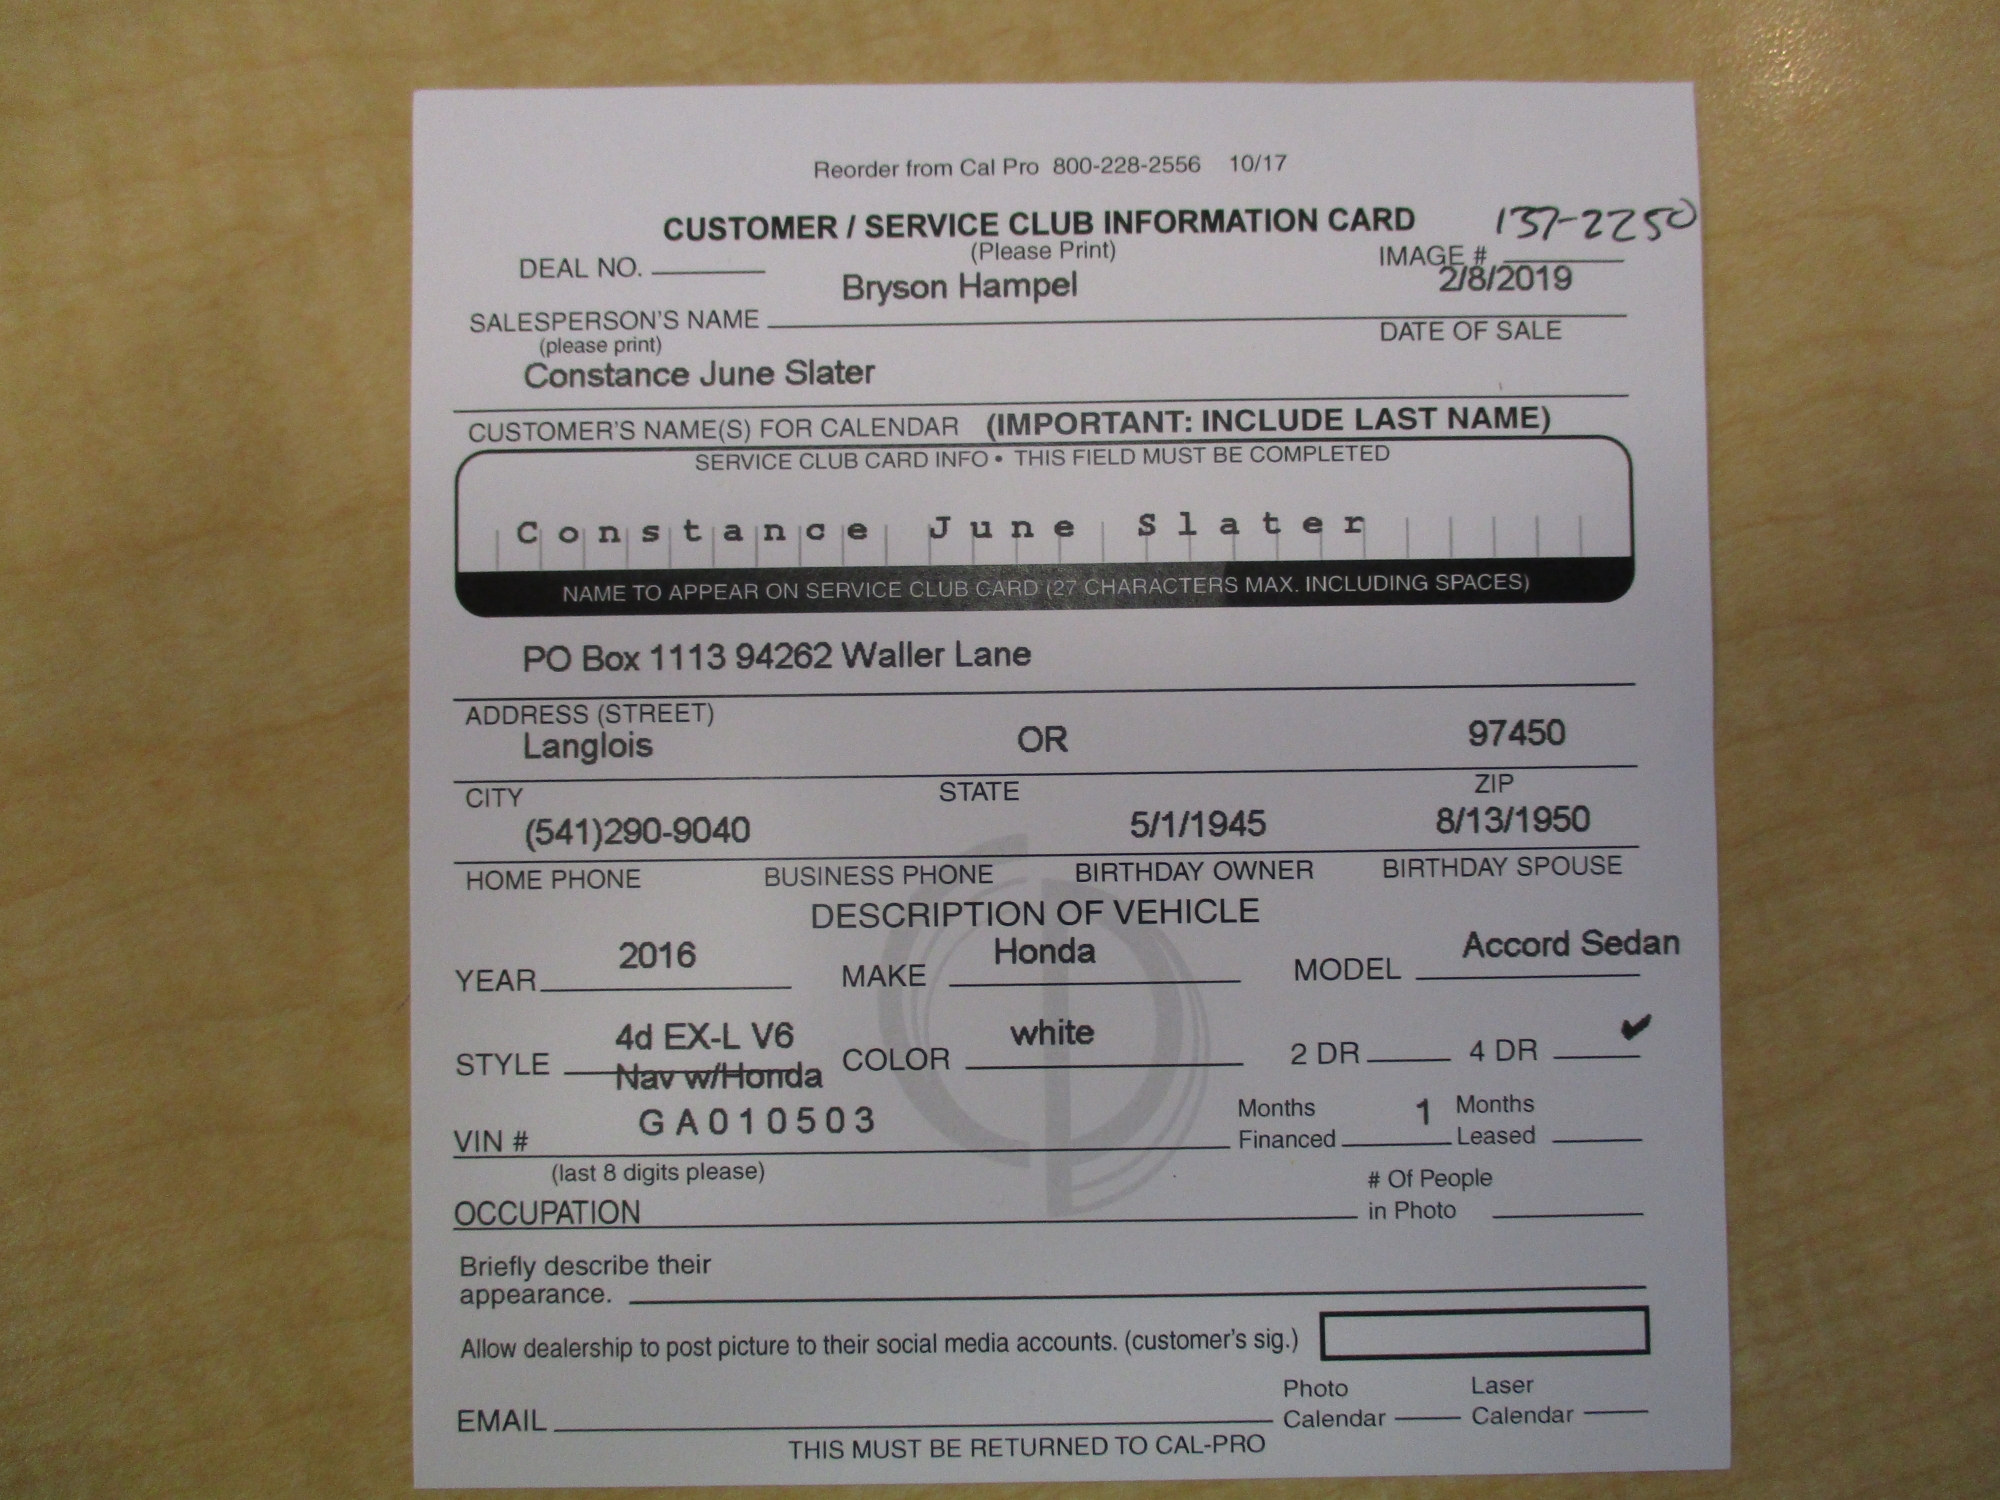 Reorder from Cal Pro 800-228-2556 10/17
CUSTOMER / SERVICE CLUB INFORMATION CARD 137-2250
(Please Print)
DEAL NO. IMAGE #
Bryson Hampel 2/8/2019
SALESPERSON'S NAME DATE OF SALE
(please print)
Constance June Slater
CUSTOMER'S NAME(S) FOR CALENDAR (IMPORTANT: INCLUDE LAST NAME)
SERVICE CLUB CARD INFO • THIS FIELD MUST BE COMPLETED
Constance June Slater
NAME TO APPEAR ON SERVICE CLUB CARD (27 CHARACTERS MAX. INCLUDING SPACES)
PO Box 1113 94262 Waller Lane
ADDRESS (STREET)
Langlois OR 97450
CITY STATE ZIP
(541)290-9040 5/1/1945 8/13/1950
HOME PHONE BUSINESS PHONE BIRTHDAY OWNER BIRTHDAY SPOUSE
DESCRIPTION OF VEHICLE
YEAR 2016 MAKE Honda MODEL Accord Sedan
4d EX-L V6 white
STYLE COLOR 2 DR 4 DR ✔
Nav w/Honda
GA010503 Months 1 Months
VIN # Financed Leased
(last 8 digits please) # Of People
OCCUPATION in Photo
Briefly describe their
appearance.
Allow dealership to post picture to their social media accounts. (customer's sig.)
Photo Laser
EMAIL Calendar Calendar
THIS MUST BE RETURNED TO CAL-PRO